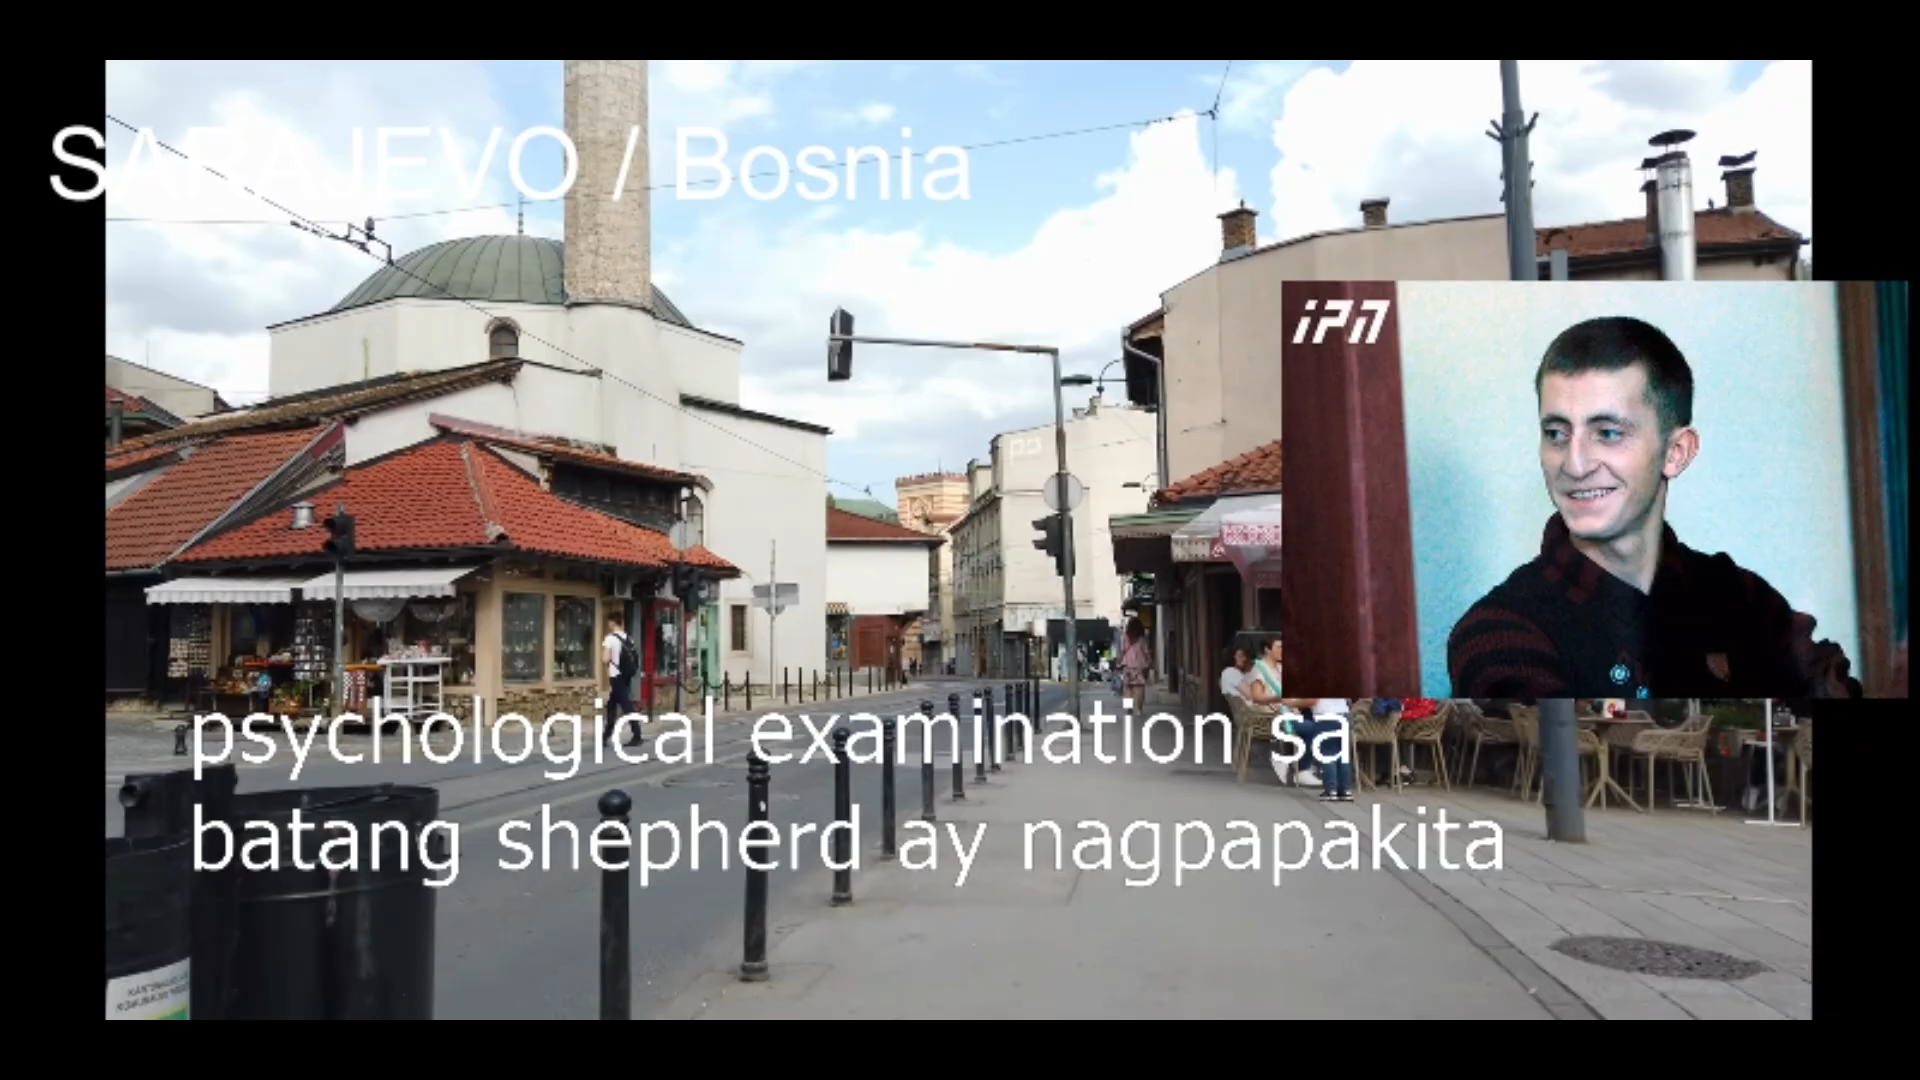 SARAJEVO / Bosnia
iPN
psychological examination sa
batang shepherd ay nagpapakita